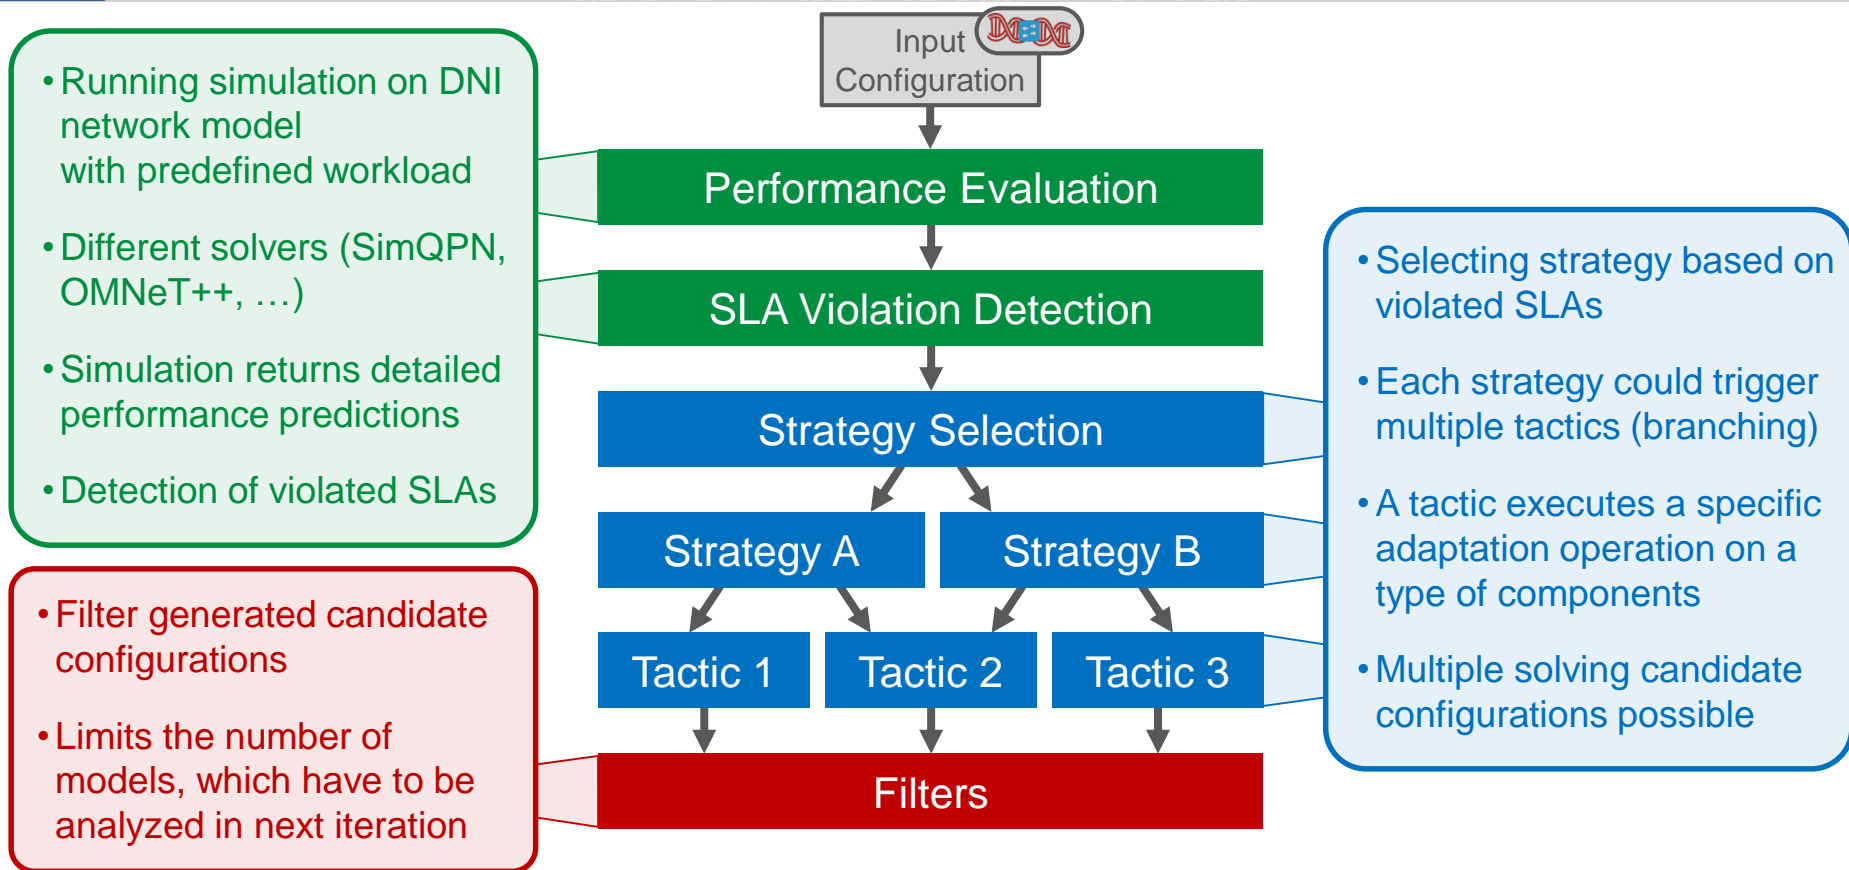 Input
Configuration
• Running simulation on DNI
network model
with predefined workload
• Different solvers (SimQPN,
OMNeT++, …)
• Simulation returns detailed
performance predictions
• Detection of violated SLAs
Performance Evaluation
SLA Violation Detection
Strategy Selection
Strategy A
Strategy B
Tactic 1
Tactic 2
Tactic 3
Filters
• Selecting strategy based on
violated SLAs
• Each strategy could trigger
multiple tactics (branching)
• A tactic executes a specific
adaptation operation on a
type of components
• Multiple solving candidate
configurations possible
• Filter generated candidate
configurations
• Limits the number of
models, which have to be
analyzed in next iteration